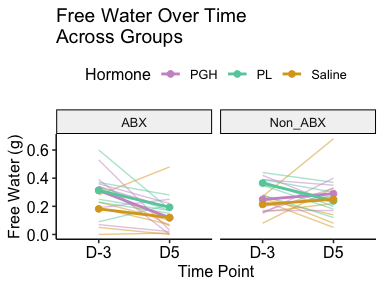 Free Water Over Time
Across Groups
Hormone PGH PL Saline
ABX Non_ABX
Free Water (g)
0.6
0.4
0.2
0.0
D-3 D5 D-3 D5
Time Point